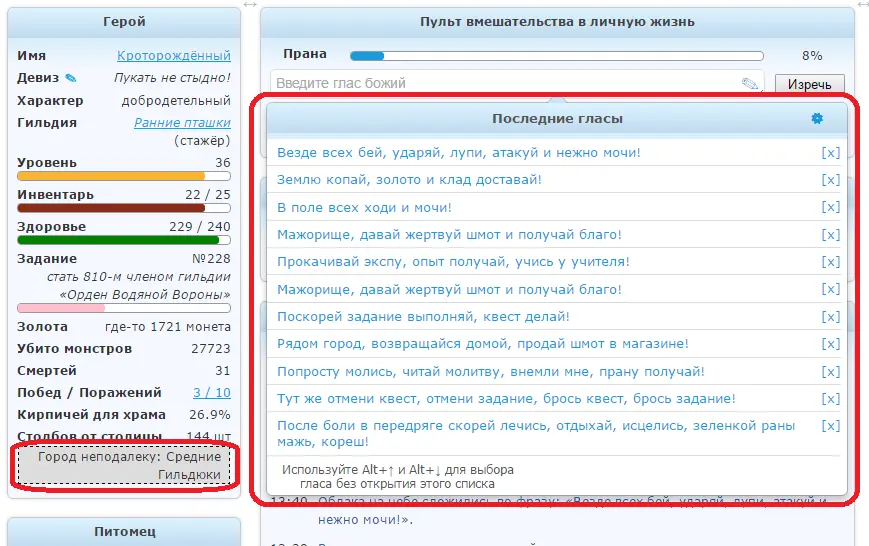 Герой
Имя Кроторождённый
Девиз Пукать не стыдно!
Характер добродетельный
Гильдия Ранние пташки
(стажёр)
Уровень 36
Инвентарь 22 / 25
Здоровье 229 / 240
Задание №228
стать 810-м членом гильдии
«Орден Водяной Вороны»
Золота где-то 1721 монета
Убито монстров 27723
Смертей 31
Побед / Поражений 3 / 10
Кирпичей для храма 26.9%
Столбов от столицы 144 шт
Город неподалеку: Средние
Гильдюки
Питомец
Пульт вмешательства в личную жизнь
Прана 8%
Введите глас божий Изречь
Последние гласы
Везде всех бей, ударяй, лупи, атакуй и нежно мочи! [x]
Землю копай, золото и клад доставай! [x]
В поле всех ходи и мочи! [x]
Мажорище, давай жертвуй шмот и получай благо! [x]
Прокачивай экспу, опыт получай, учись у учителя! [x]
Мажорище, давай жертвуй шмот и получай благо! [x]
Поскорей задание выполняй, квест делай! [x]
Рядом город, возвращайся домой, продай шмот в магазине! [x]
Попросту молись, читай молитву, внемли мне, прану получай! [x]
Тут же отмени квест, отмени задание, брось квест, брось задание! [x]
После боли в передряге скорей лечись, отдыхай, исцелись, зеленкой раны [x]
мажь, кореш!
Используйте Alt+↑ и Alt+↓ для выбора
гласа без открытия этого списка
13:40 Облака на небе сложились во фразу: «Везде всех бей, ударяй, лупи, атакуй и
нежно мочи!».